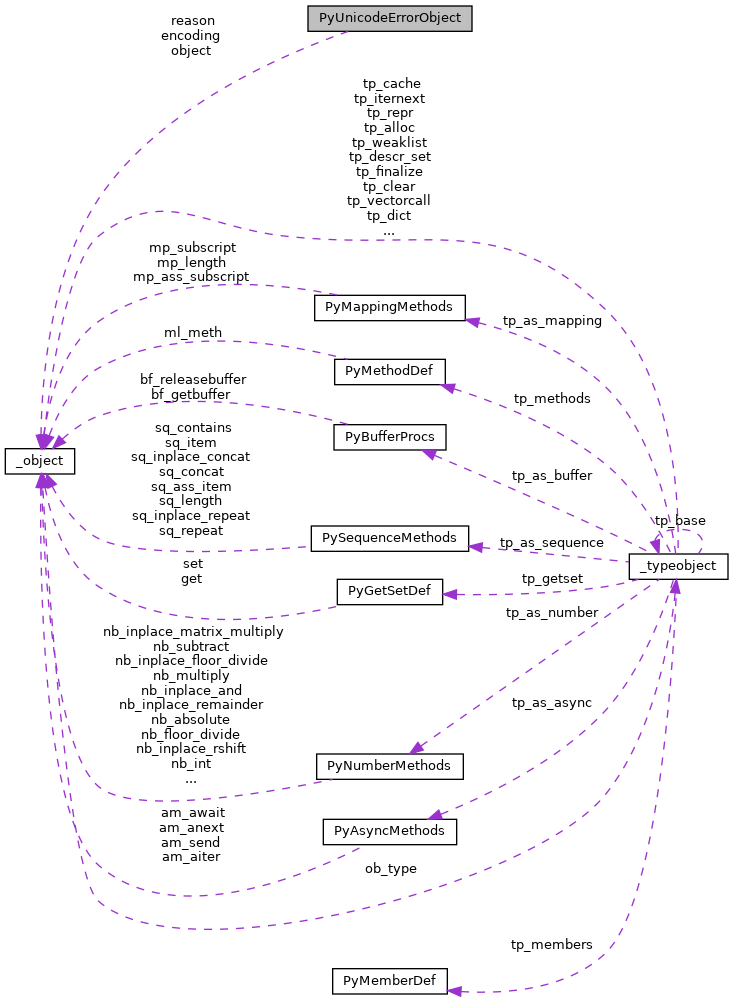 PyUnicodeErrorObject
reason
encoding
object
tp_cache
tp_iternext
tp_repr
tp_alloc
tp_weaklist
tp_descr_set
tp_finalize
tp_clear
tp_vectorcall
tp_dict
...
mp_subscript
mp_length
mp_ass_subscript
PyMappingMethods
tp_as_mapping
ml_meth
PyMethodDef
tp_methods
bf_releasebuffer
bf_getbuffer
PyBufferProcs
tp_as_buffer
_object
sq_contains
sq_item
sq_inplace_concat
sq_concat
sq_ass_item
sq_length
sq_inplace_repeat
sq_repeat
PySequenceMethods
tp_as_sequence
tp_base
_typeobject
set
get
PyGetSetDef
tp_getset
tp_as_number
nb_inplace_matrix_multiply
nb_subtract
nb_inplace_floor_divide
nb_multiply
nb_inplace_and
nb_inplace_remainder
nb_absolute
nb_floor_divide
nb_inplace_rshift
nb_int
...
PyNumberMethods
tp_as_async
am_await
am_anext
am_send
am_aiter
PyAsyncMethods
ob_type
tp_members
PyMemberDef